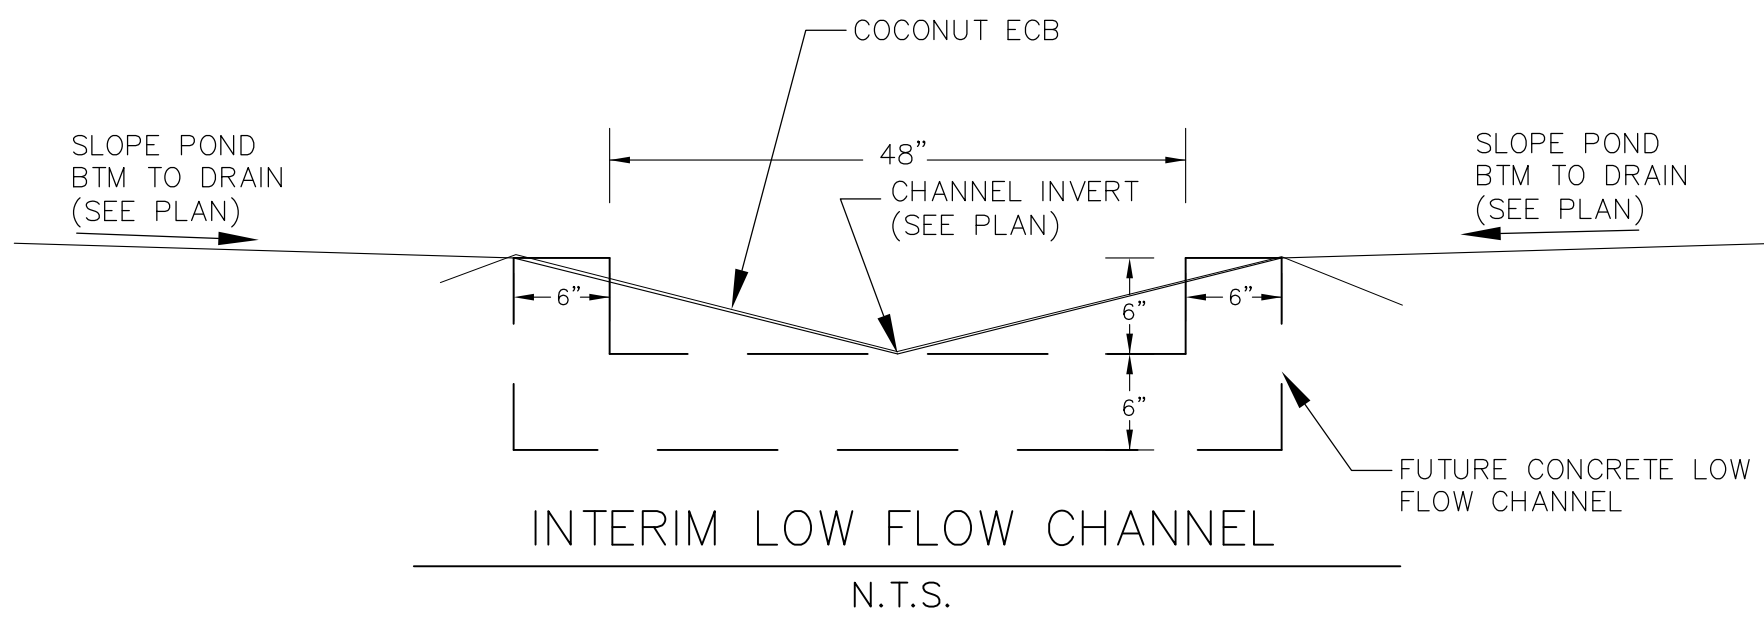 COCONUT ECB
SLOPE POND
BTM TO DRAIN
(SEE PLAN)
48”
CHANNEL INVERT
(SEE PLAN)
SLOPE POND
BTM TO DRAIN
(SEE PLAN)
6”
6”
6”
6”
FUTURE CONCRETE LOW
FLOW CHANNEL
INTERIM LOW FLOW CHANNEL
N.T.S.